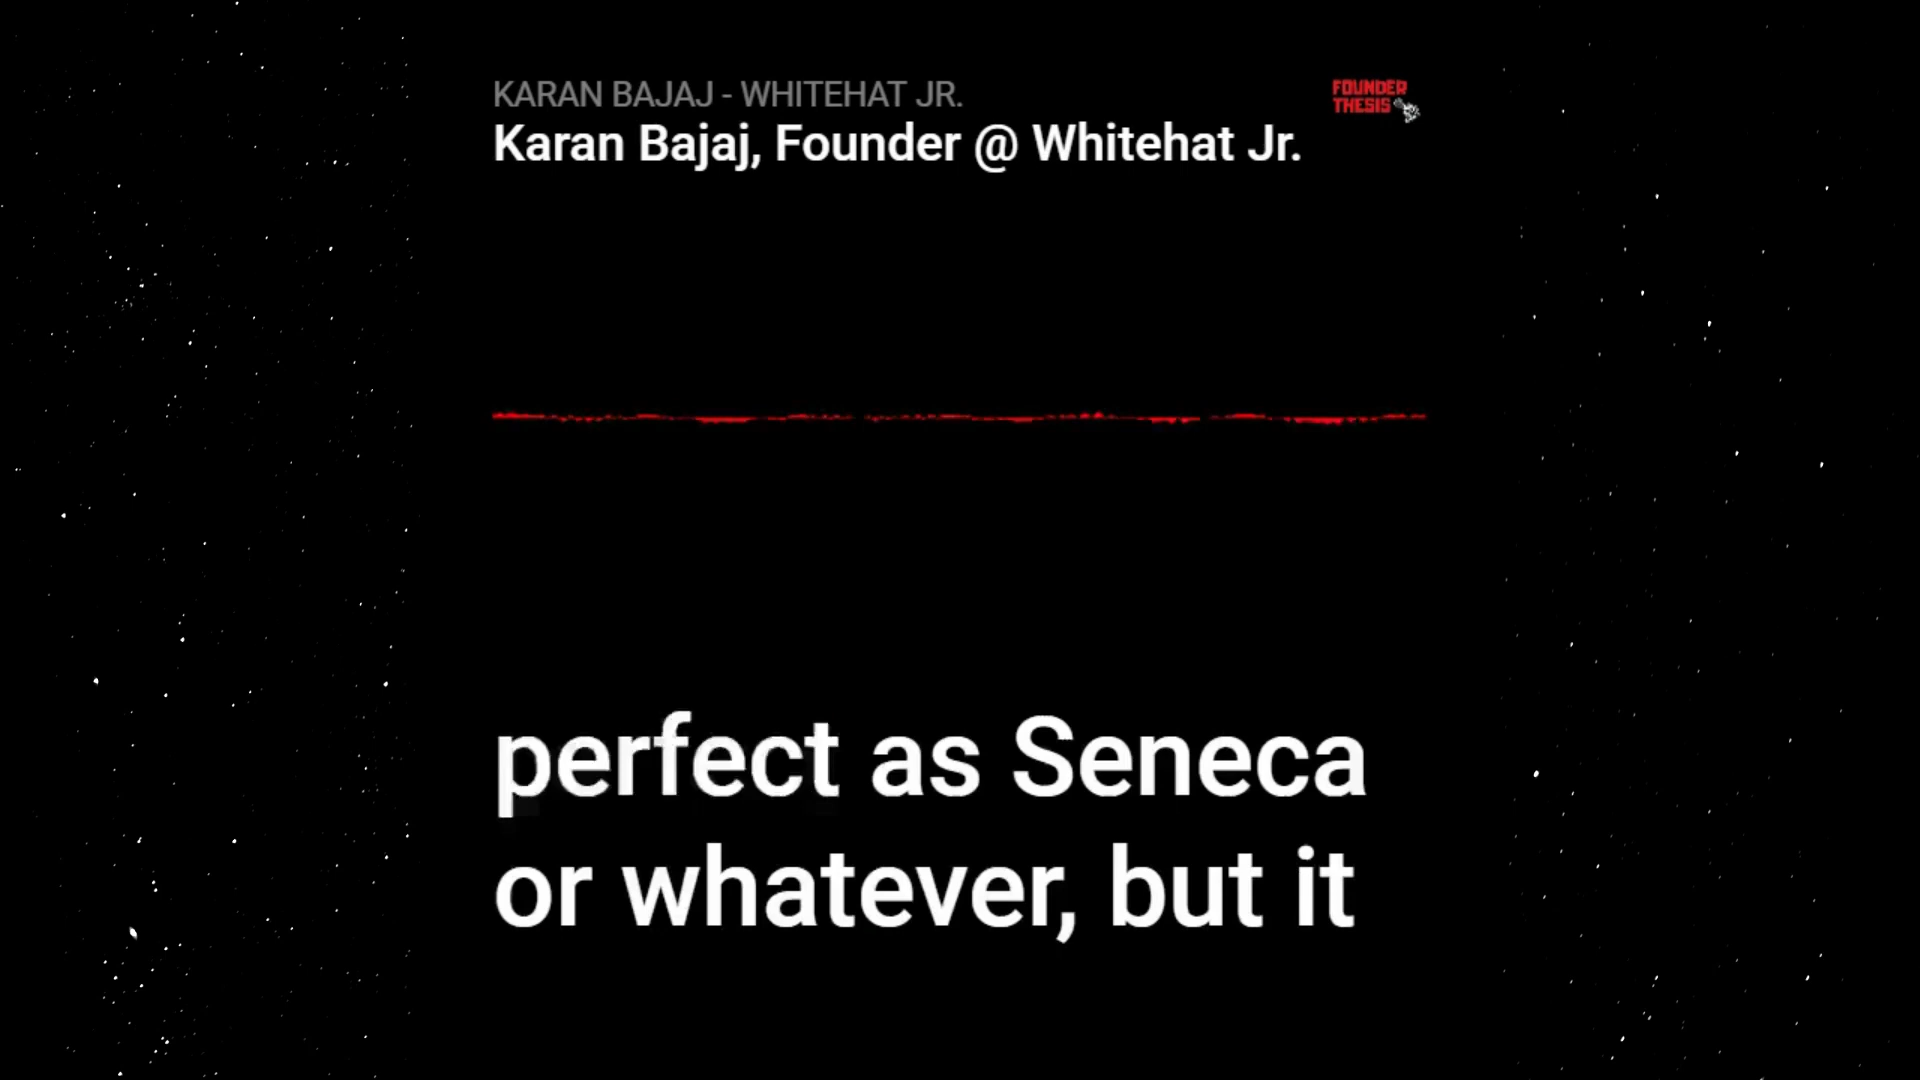 KARAN BAJAJ - WHITEHAT JR.
Karan Bajaj, Founder @ Whitehat Jr.
FOUNDER
THESIS
perfect as Seneca
or whatever, but it